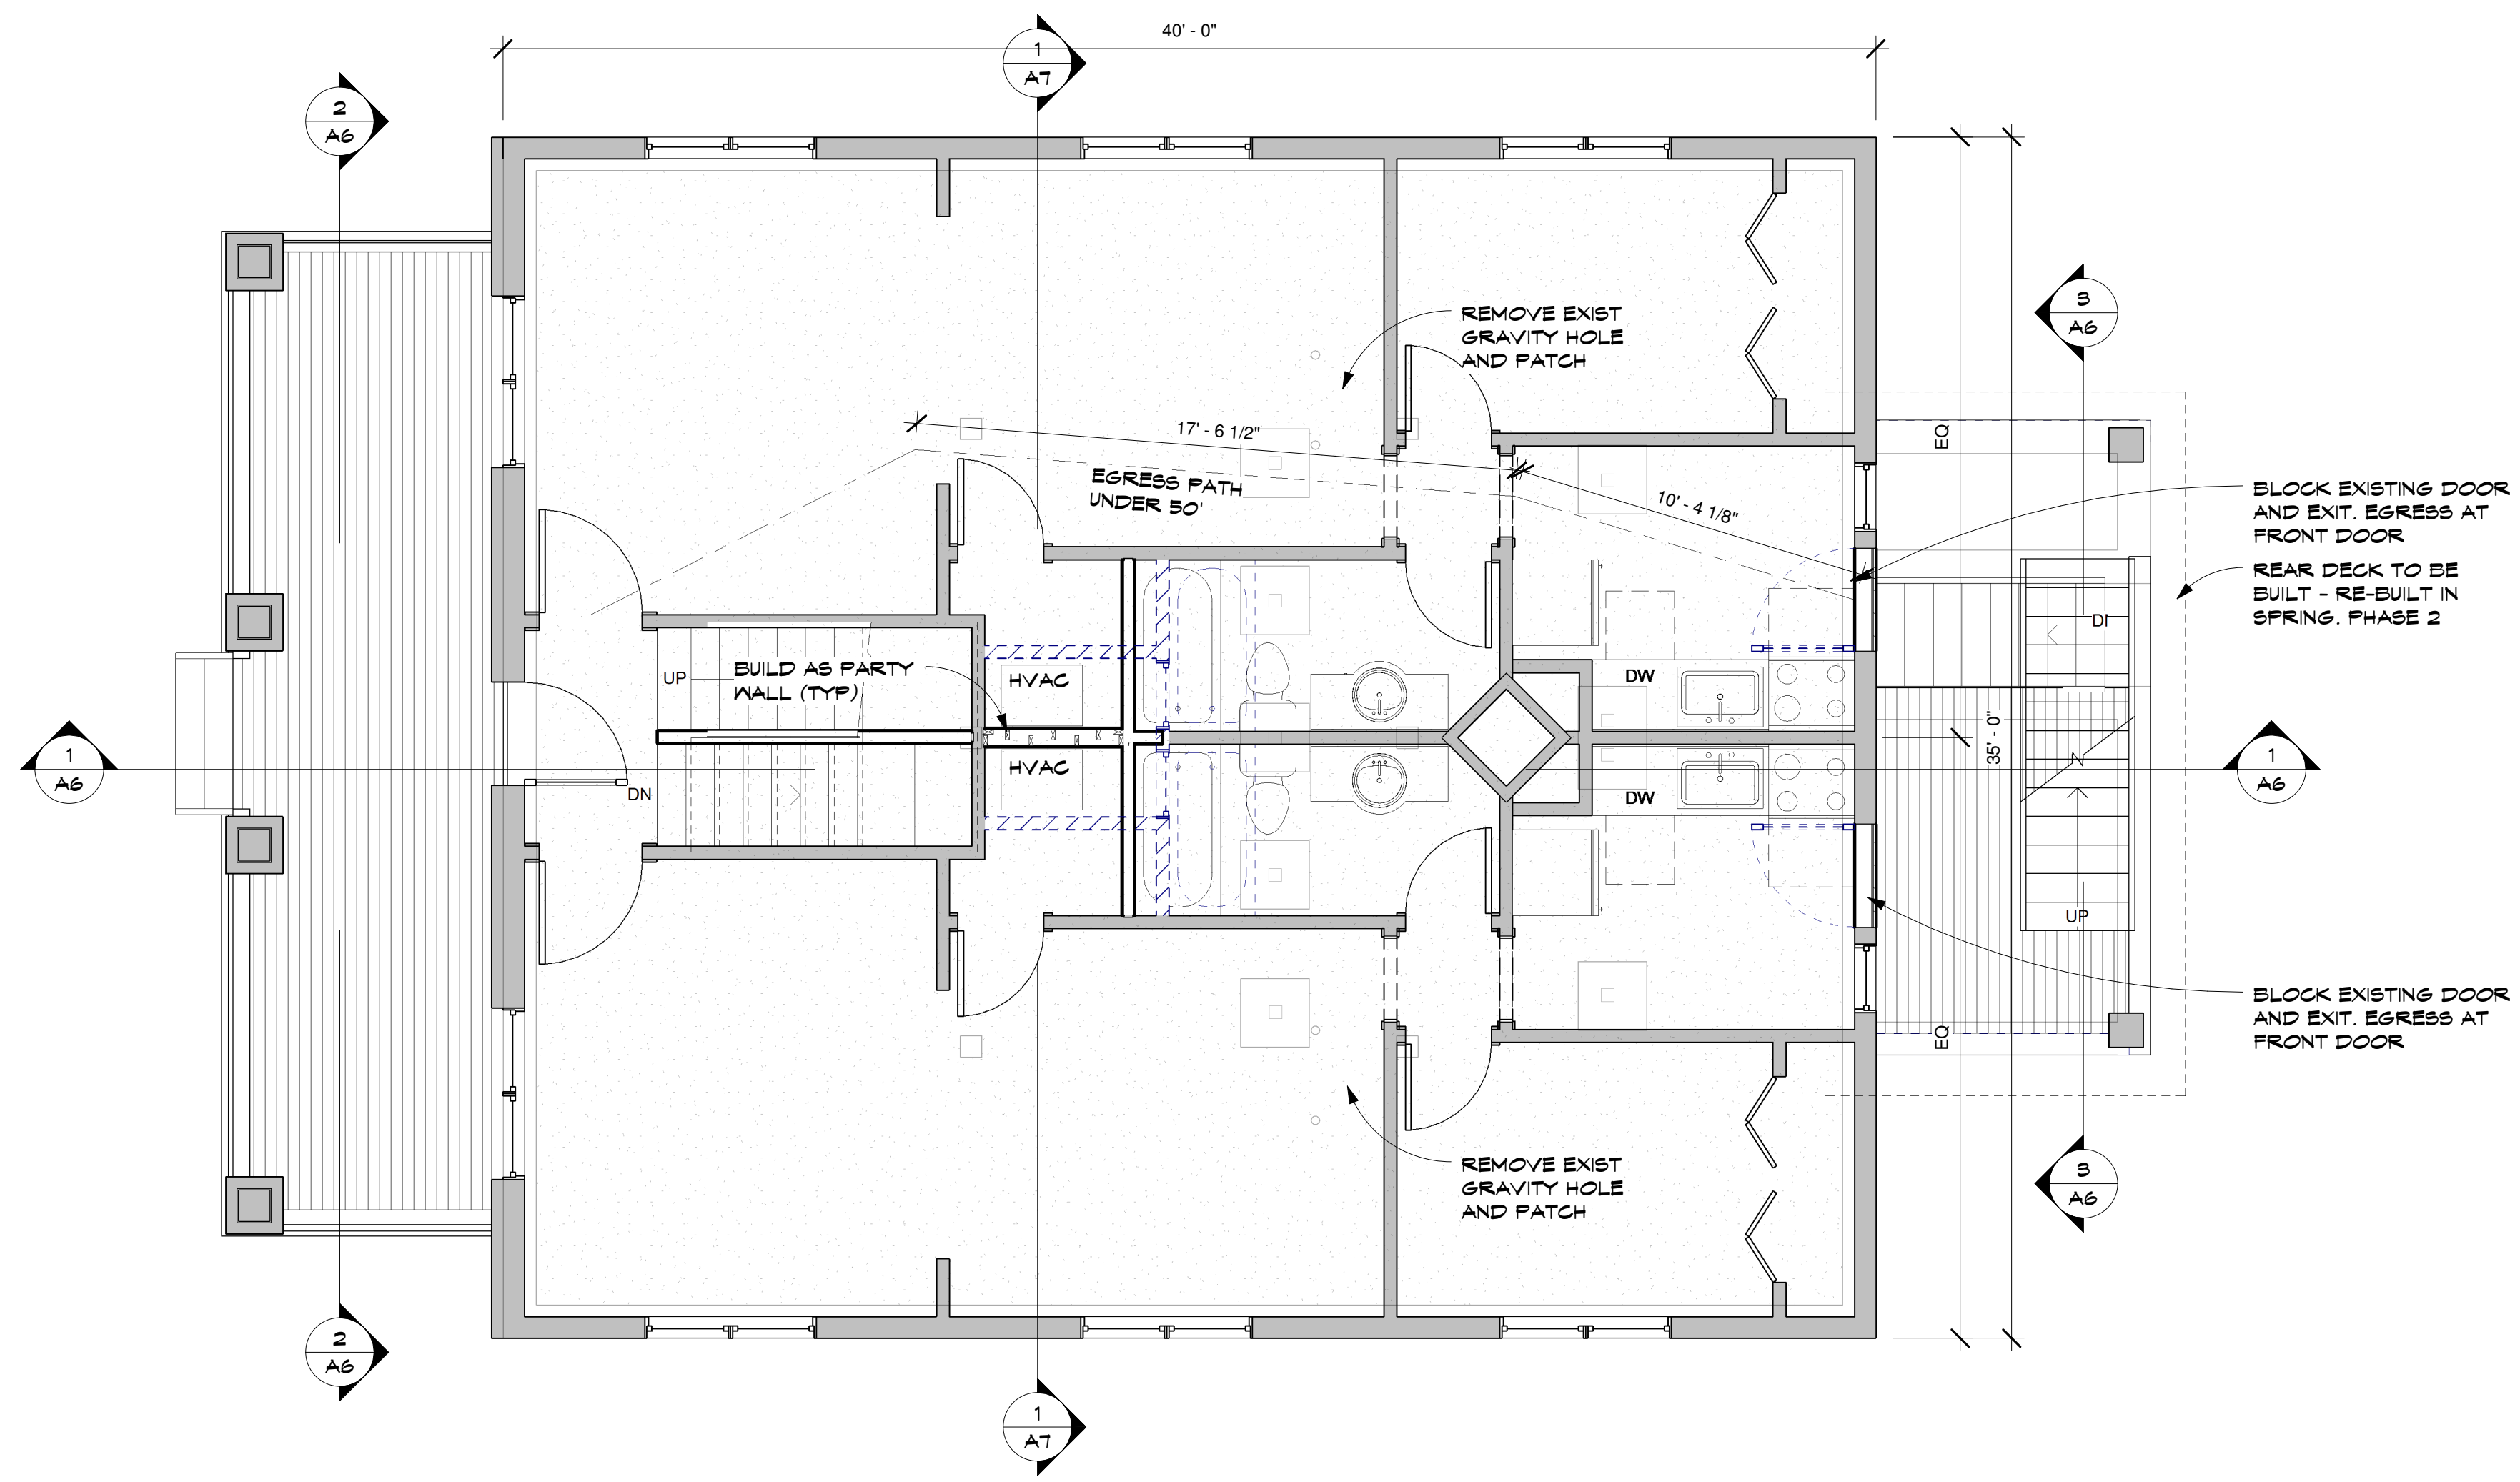 40' - 0"
1
A7
2
A6
3
A6
REMOVE EXIST
GRAVITY HOLE
AND PATCH
17' - 6 1/2"
EGRESS PATH
UNDER 50'
10' - 4 1/8"
EQ
BLOCK EXISTING DOOR
AND EXIT. EGRESS AT
FRONT DOOR
REAR DECK TO BE
BUILT - RE-BUILT IN
SPRING. PHASE 2
UP
BUILD AS PARTY
WALL (TYP)
HVAC
DW
1
A6
HVAC
DN
DW
35' - 0"
1
A6
UP
BLOCK EXISTING DOOR
AND EXIT. EGRESS AT
FRONT DOOR
EQ
REMOVE EXIST
GRAVITY HOLE
AND PATCH
3
A6
2
A6
1
A7